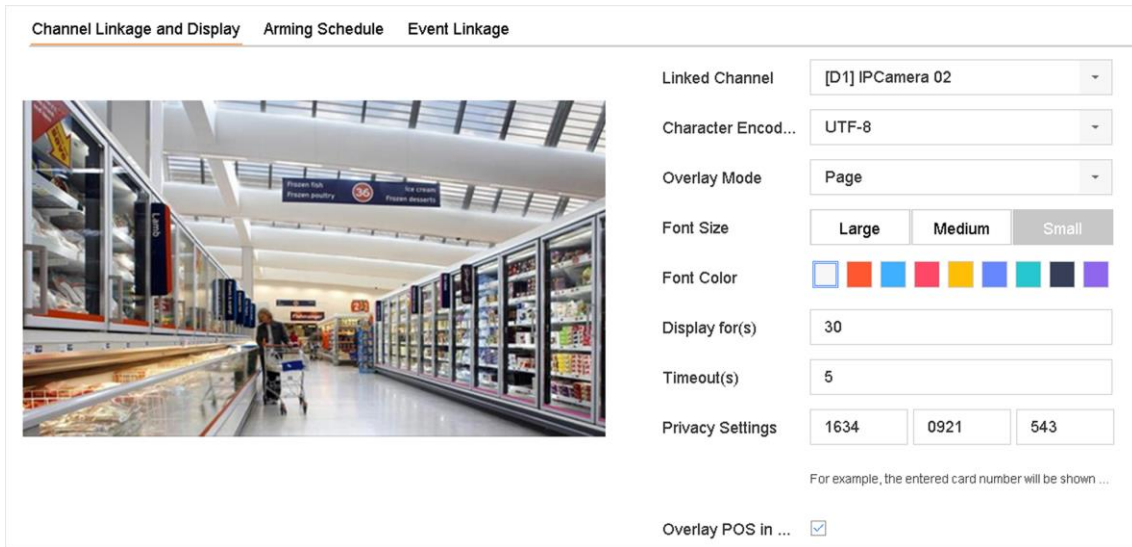 Channel Linkage and Display Arming Schedule Event Linkage
Linked Channel [D1] IPCamera 02
Character Encod... UTF-8
Overlay Mode Page
Font Size Large Medium Small
Font Color
Display for(s) 30
Timeout(s) 5
Privacy Settings 1634 0921 543
For example, the entered card number will be shown ...
Overlay POS in ...
Frozen fish
Frozen poultry
36
Ice cream
Frozen desserts
Lamb